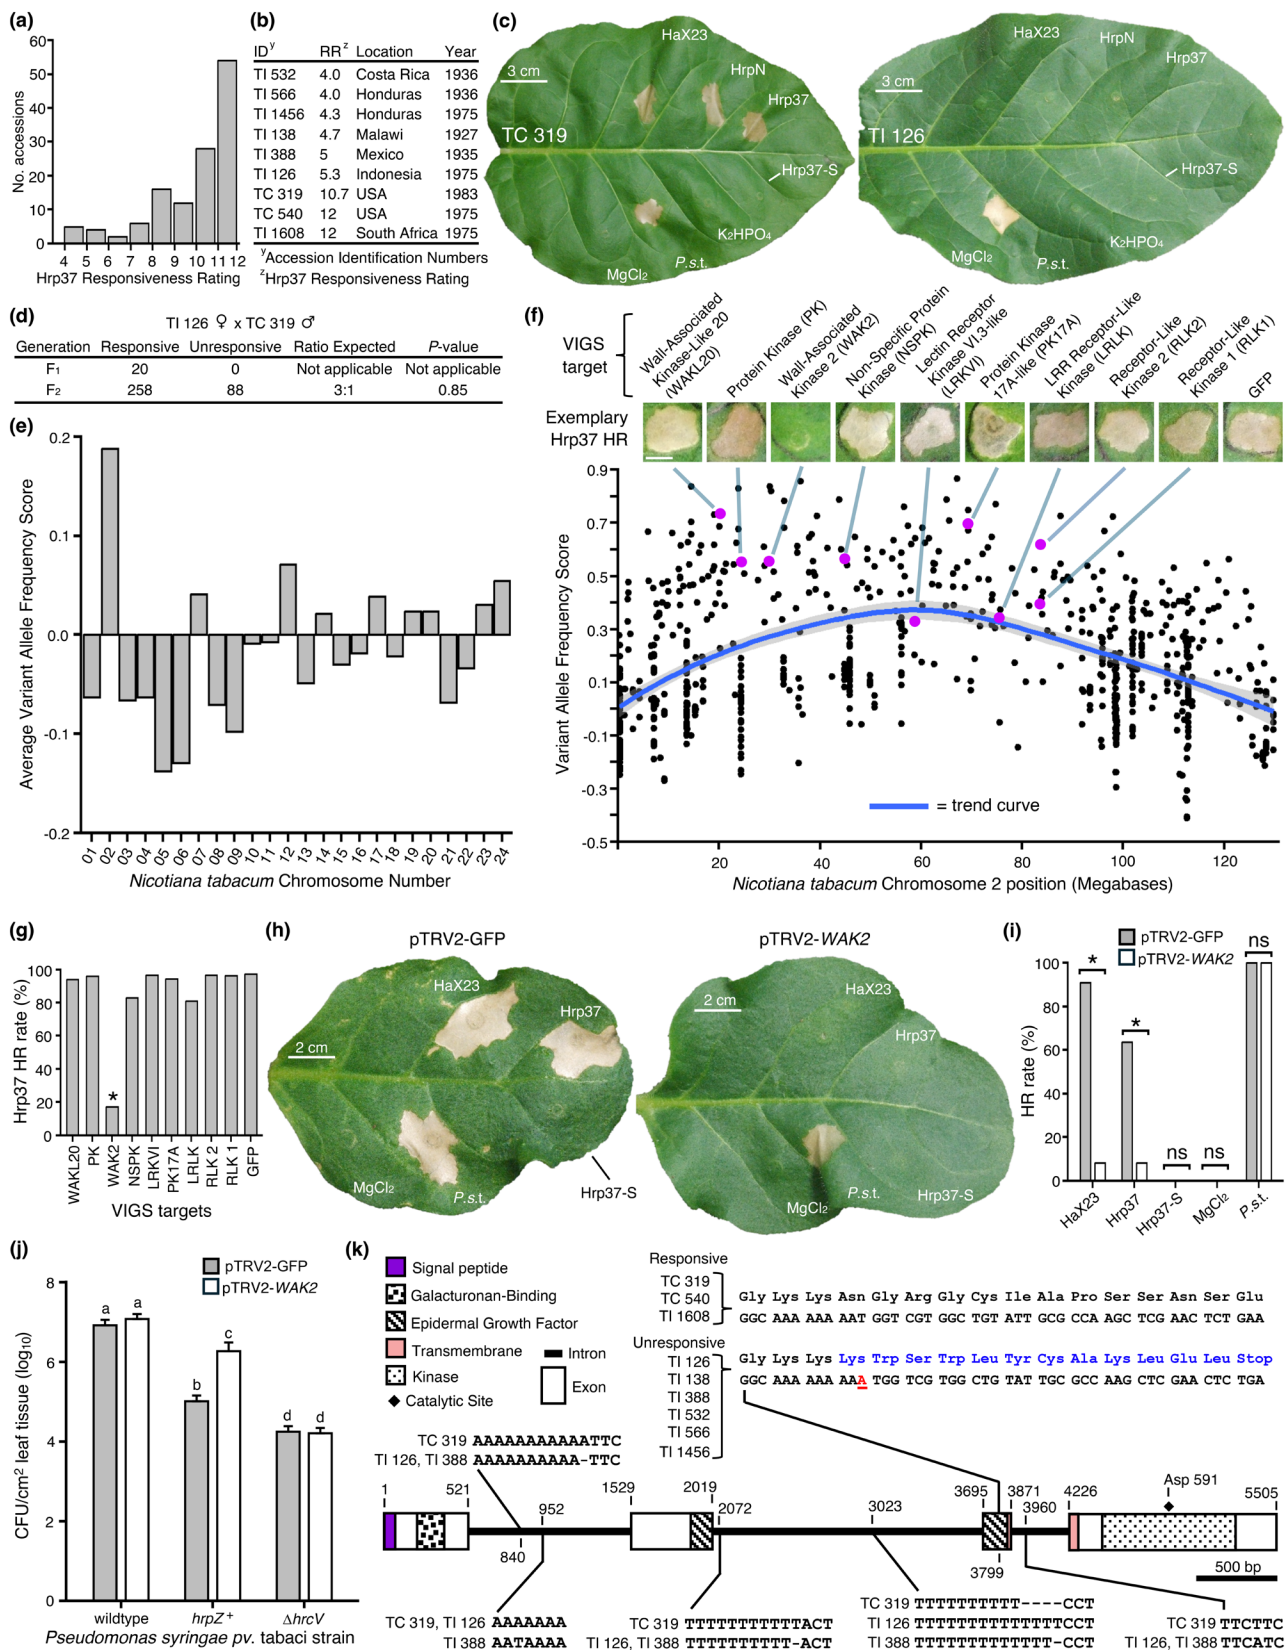 (a)
No. accessions
60
50
40
30
20
10
0
4 5 6 7 8 9 10 11 12
Hrp37 Responsiveness Rating
(b)
IDʸ RRᶻ Location Year
TI 532 4.0 Costa Rica 1936
TI 566 4.0 Honduras 1936
TI 1456 4.3 Honduras 1975
TI 138 4.7 Malawi 1927
TI 388 5 Mexico 1935
TI 126 5.3 Indonesia 1975
TC 319 10.7 USA 1983
TC 540 12 USA 1975
TI 1608 12 South Africa 1975
ʸAccession Identification Numbers
ᶻHrp37 Responsiveness Rating
(c)
3 cm
TC 319
HaX23
HrpN
Hrp37
Hrp37-S
K₂HPO₄
P.s.t.
MgCl₂
3 cm
TI 126
HaX23
HrpN
Hrp37
Hrp37-S
K₂HPO₄
P.s.t.
MgCl₂
(d)
TI 126 ♀ x TC 319 ♂
Generation Responsive Unresponsive Ratio Expected P-value
F₁ 20 0 Not applicable Not applicable
F₂ 258 88 3:1 0.85
(e)
Average Variant Allele Frequency Score
0.2
0.1
0.0
-0.1
-0.2
01 02 03 04 05 06 07 08 09 10 11 12 13 14 15 16 17 18 19 20 21 22 23 24
Nicotiana tabacum Chromosome Number
(f)
VIGS
target
Wall-Associated
Kinase-Like 20
(WAKL20)
Protein Kinase (PK)
Wall-Associated
Kinase 2 (WAK2)
Non-Specific Protein
Kinase (NSPK)
Lectin Receptor
Kinase VI.3-like
(LRKVI)
Protein Kinase
17A-like (PK17A)
LRR Receptor-Like
Kinase (LRLK)
Receptor-Like
Kinase 2 (RLK2)
Receptor-Like
Kinase 1 (RLK1)
GFP
Exemplary
Hrp37 HR
Variant Allele Frequency Score
0.9
0.7
0.5
0.3
0.1
-0.1
-0.3
-0.5
= trend curve
20 40 60 80 100 120
Nicotiana tabacum Chromosome 2 position (Megabases)
(g)
Hrp37 HR rate (%)
100
80
60
40
20
0
*
WAKL20 PK WAK2 NSPK LRKVI PK17A LRLK RLK 2 RLK 1 GFP
VIGS targets
(h)
pTRV2-GFP
2 cm
HaX23
Hrp37
MgCl₂
P.s.t.
Hrp37-S
pTRV2-WAK2
2 cm
HaX23
Hrp37
MgCl₂
P.s.t.
Hrp37-S
(i)
pTRV2-GFP
pTRV2-WAK2
HR rate (%)
100
80
60
40
20
0
* * ns ns ns
HaX23 Hrp37 Hrp37-S MgCl₂ P.s.t.
(j)
pTRV2-GFP
pTRV2-WAK2
CFU/cm² leaf tissue (log₁₀)
8
6
4
2
0
a a b c d d
wildtype hrpZ⁺ ΔhrcV
Pseudomonas syringae pv. tabaci strain
(k)
Signal peptide
Galacturonan-Binding
Epidermal Growth Factor
Transmembrane
Kinase
Catalytic Site
Intron
Exon
Responsive
TC 319
TC 540
TI 1608
Gly Lys Lys Asn Gly Arg Gly Cys Ile Ala Pro Ser Ser Asn Ser Glu
GGC AAA AAA AAT GGT CGT GGC TGT ATT GCG CCA AGC TCG AAC TCT GAA
Unresponsive
TI 126
TI 138
TI 388
TI 532
TI 566
TI 1456
Gly Lys Lys Lys Trp Ser Trp Leu Tyr Cys Ala Lys Leu Glu Leu Stop
GGC AAA AAA AAA TGG TCG TGG CTG TAT TGC GCC AAG CTC GAA CTC TGA
TC 319 AAAAAAAAAAATTC
TI 126, TI 388 AAAAAAAAAA-TTC
1 521 952 1529 2019 2072 3023 3695 3871 3960 4226 Asp 591 5505
840
3799
500 bp
TC 319, TI 126 AAAAAAA
TI 388 AATAAAA
TC 319 TTTTTTTTTTTACT
TI 126, TI 388 TTTTTTTTTT-ACT
TC 319 TTTTTTTTTT----CCT
TI 126 TTTTTTTTTTTTTTCCT
TI 388 TTTTTTTTTTTTT-CCT
TC 319 TTCTTC
TI 126, TI 388 TTCATC